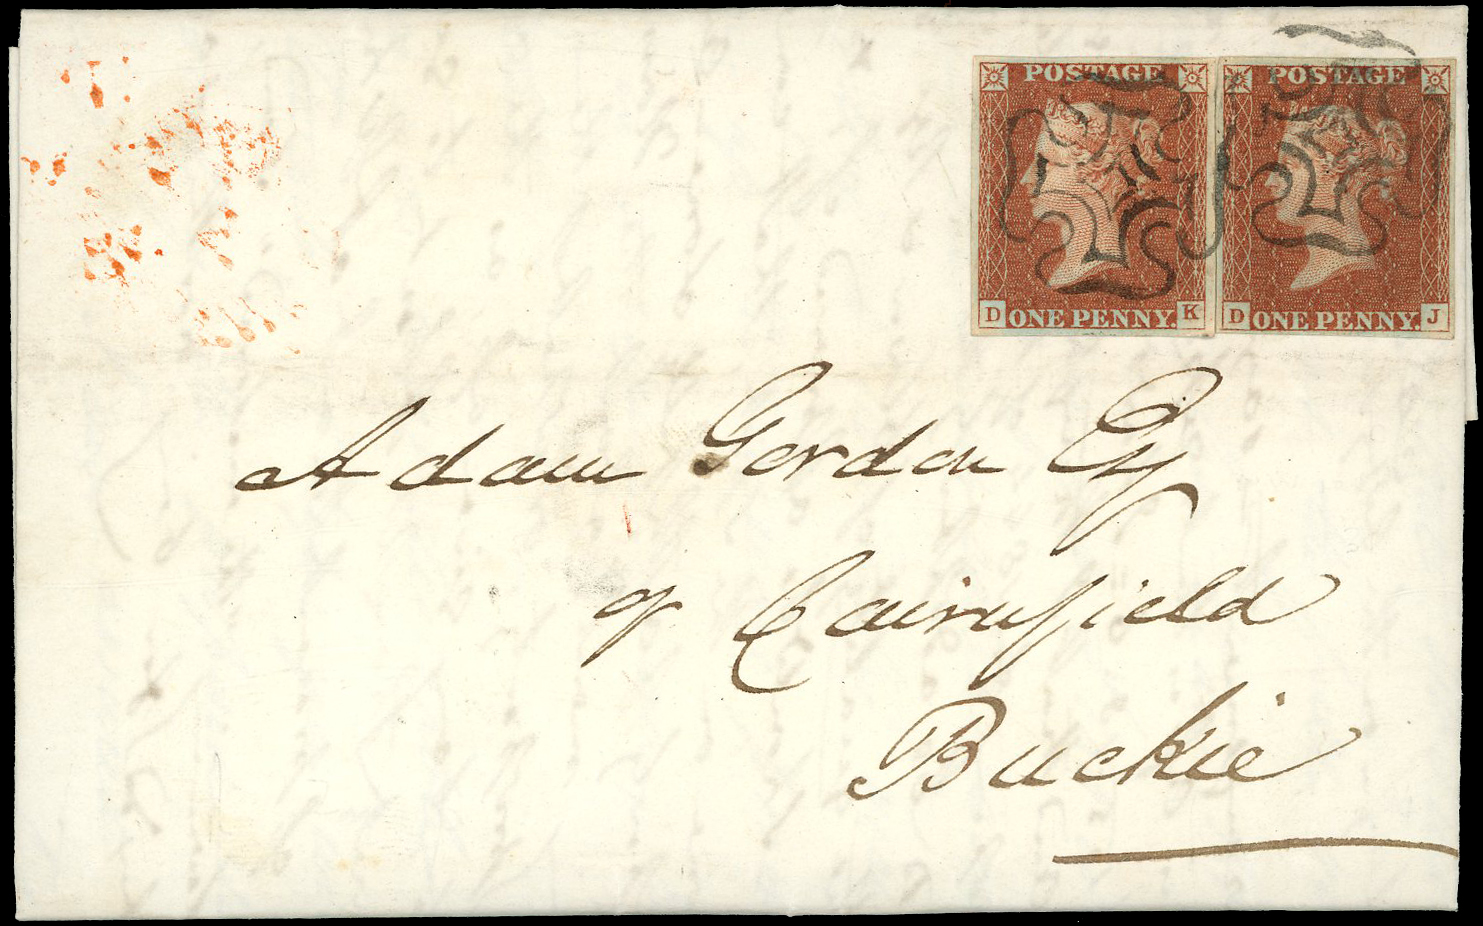 POSTAGE POSTAGE
D ONE PENNY. K D ONE PENNY. J
Adam Gordon Esq
of Cairnfield
Buckie